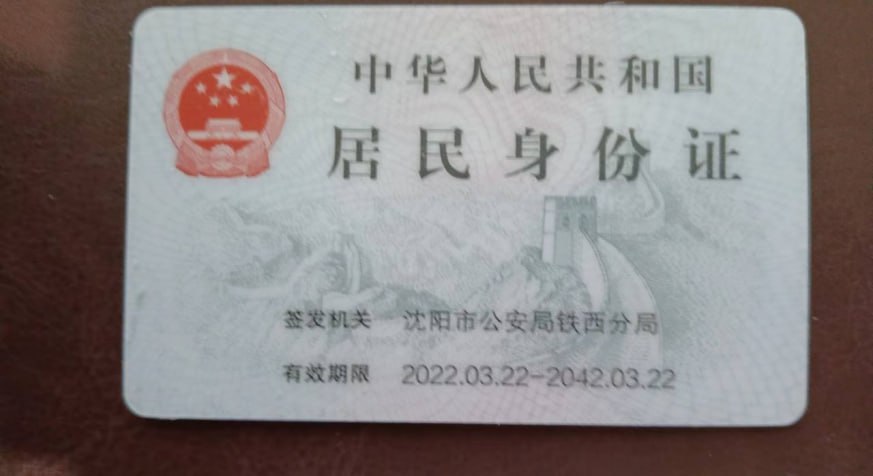 中华人民共和国
居民身份证
签发机关 沈阳市公安局铁西分局
有效期限 2022.03.22-2042.03.22